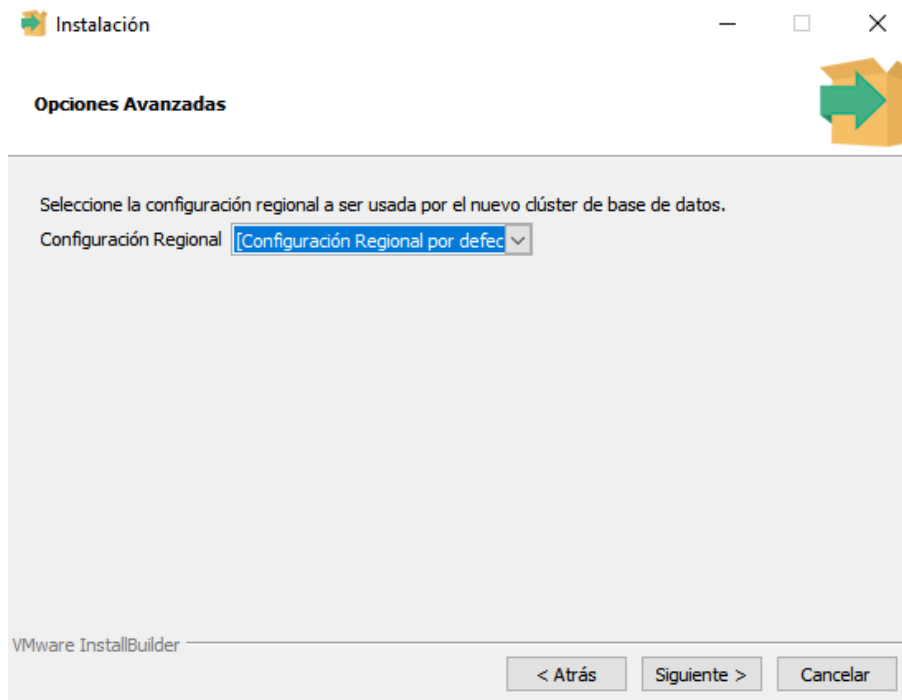 Instalación
Opciones Avanzadas
Seleccione la configuración regional a ser usada por el nuevo clúster de base de datos.
Configuración Regional [Configuración Regional por defec
VMware InstallBuilder
< Atrás Siguiente > Cancelar